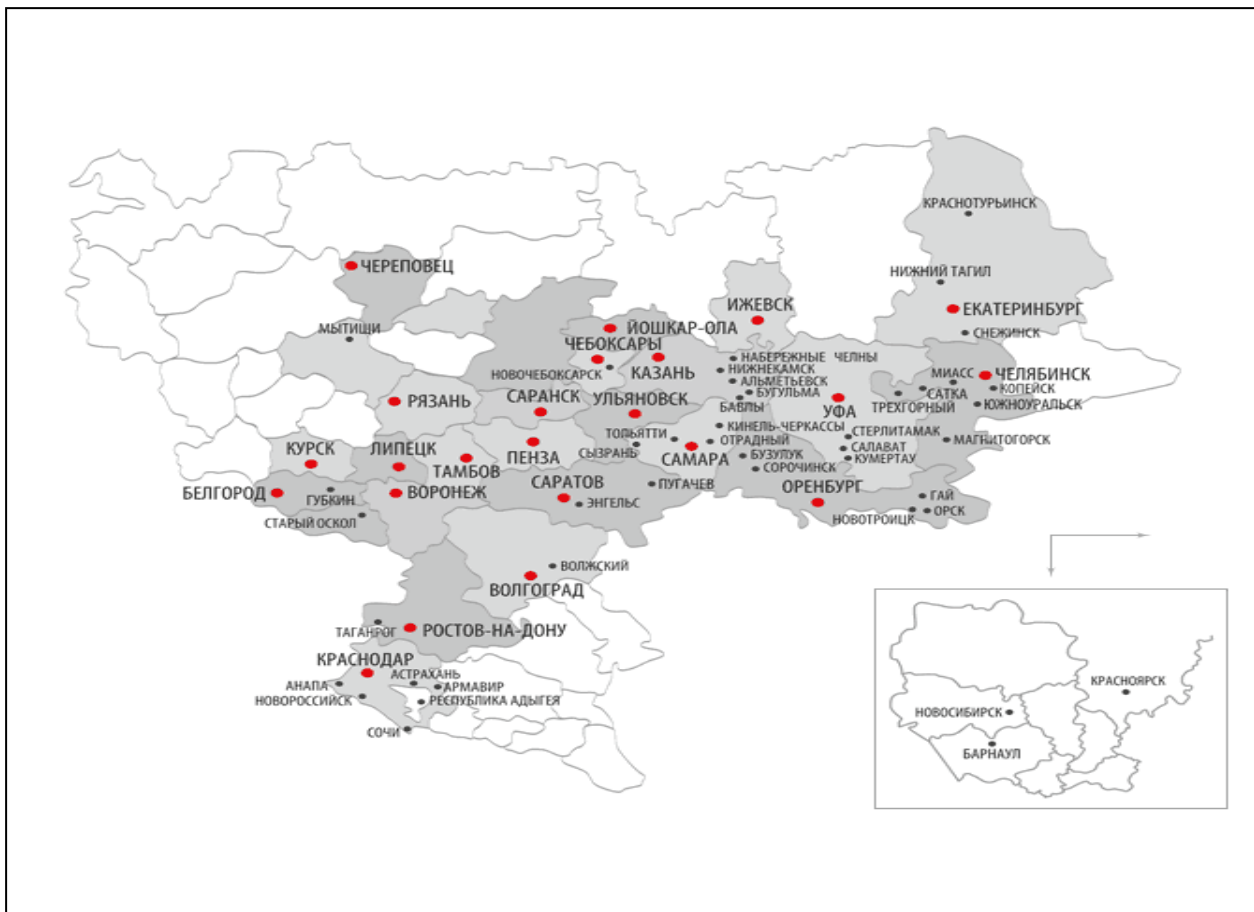 КРАСНОТУРЬИНСК
ЧЕРЕПОВЕЦ
НИЖНИЙ ТАГИЛ
ИЖЕВСК
ЕКАТЕРИНБУРГ
МЫТИЩИ
ЙОШКАР-ОЛА
СНЕЖИНСК
ЧЕБОКСАРЫ
НАБЕРЕЖНЫЕ ЧЕЛНЫ
НОВОЧЕБОКСАРСК
КАЗАНЬ
НИЖНЕКАМСК
МИАСС
ЧЕЛЯБИНСК
АЛЬМЕТЬЕВСК
КОПЕЙСК
БУГУЛЬМА
САТКА
РЯЗАНЬ
САРАНСК
УЛЬЯНОВСК
БАВЛЫ
УФА
ТРЕХГОРНЫЙ
ЮЖНОУРАЛЬСК
КИНЕЛЬ-ЧЕРКАССЫ
СТЕРЛИТАМАК
ТОЛЬЯТТИ
ОТРАДНЫЙ
МАГНИТОГОРСК
КУРСК
ЛИПЕЦК
ПЕНЗА
СЫЗРАНЬ
САМАРА
БУЗУЛУК
САЛАВАТ
ТАМБОВ
КУМЕРТАУ
СОРОЧИНСК
БЕЛГОРОД
ВОРОНЕЖ
САРАТОВ
ПУГАЧЕВ
ОРЕНБУРГ
ГУБКИН
ЭНГЕЛЬС
ГАЙ
НОВОТРОИЦК
ОРСК
СТАРЫЙ ОСКОЛ
ВОЛЖСКИЙ
ВОЛГОГРАД
ТАГАНРОГ
РОСТОВ-НА-ДОНУ
КРАСНОДАР
АСТРАХАНЬ
АНАПА
АРМАВИР
НОВОРОССИЙСК
РЕСПУБЛИКА АДЫГЕЯ
СОЧИ
КРАСНОЯРСК
НОВОСИБИРСК
БАРНАУЛ